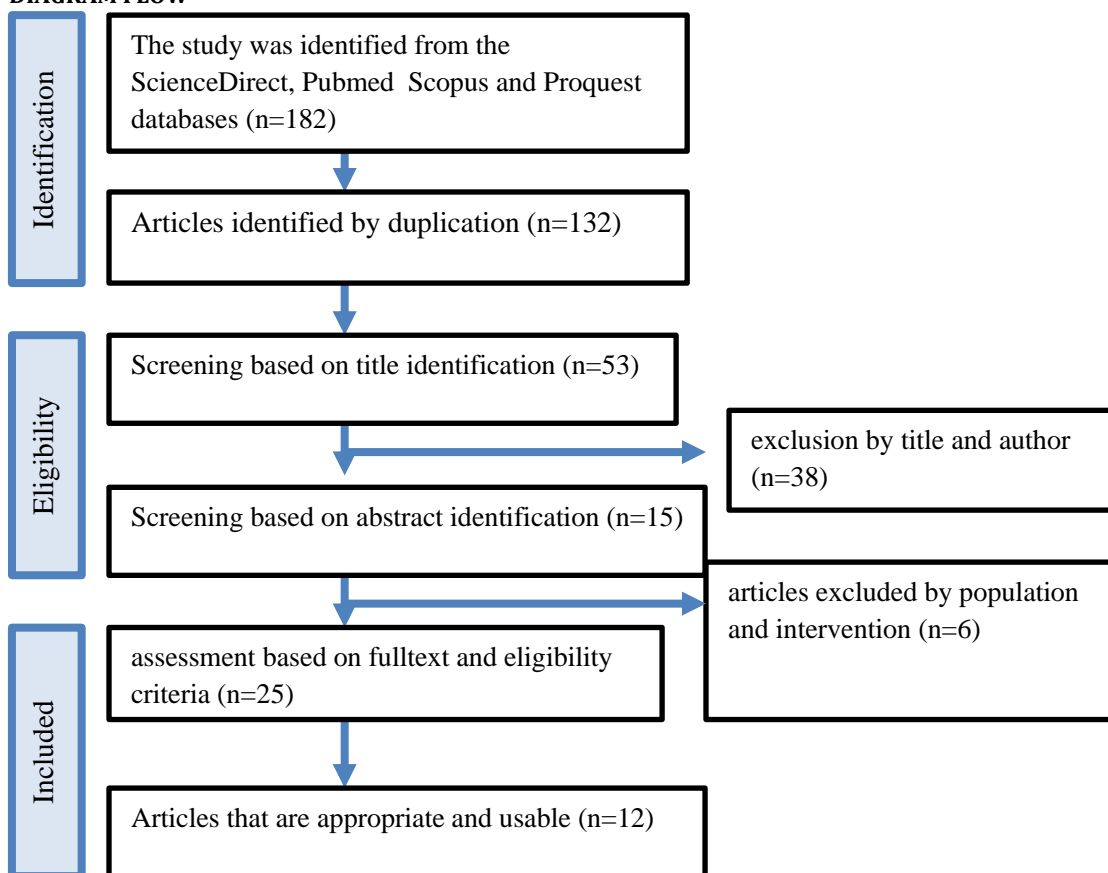 DIAGRAM FLOW
Identification
The study was identified from the
ScienceDirect, Pubmed  Scopus and Proquest
databases (n=182)
Articles identified by duplication (n=132)
Eligibility
Screening based on title identification (n=53)
exclusion by title and author
(n=38)
Screening based on abstract identification (n=15)
articles excluded by population
and intervention (n=6)
Included
assessment based on fulltext and eligibility
criteria (n=25)
Articles that are appropriate and usable (n=12)